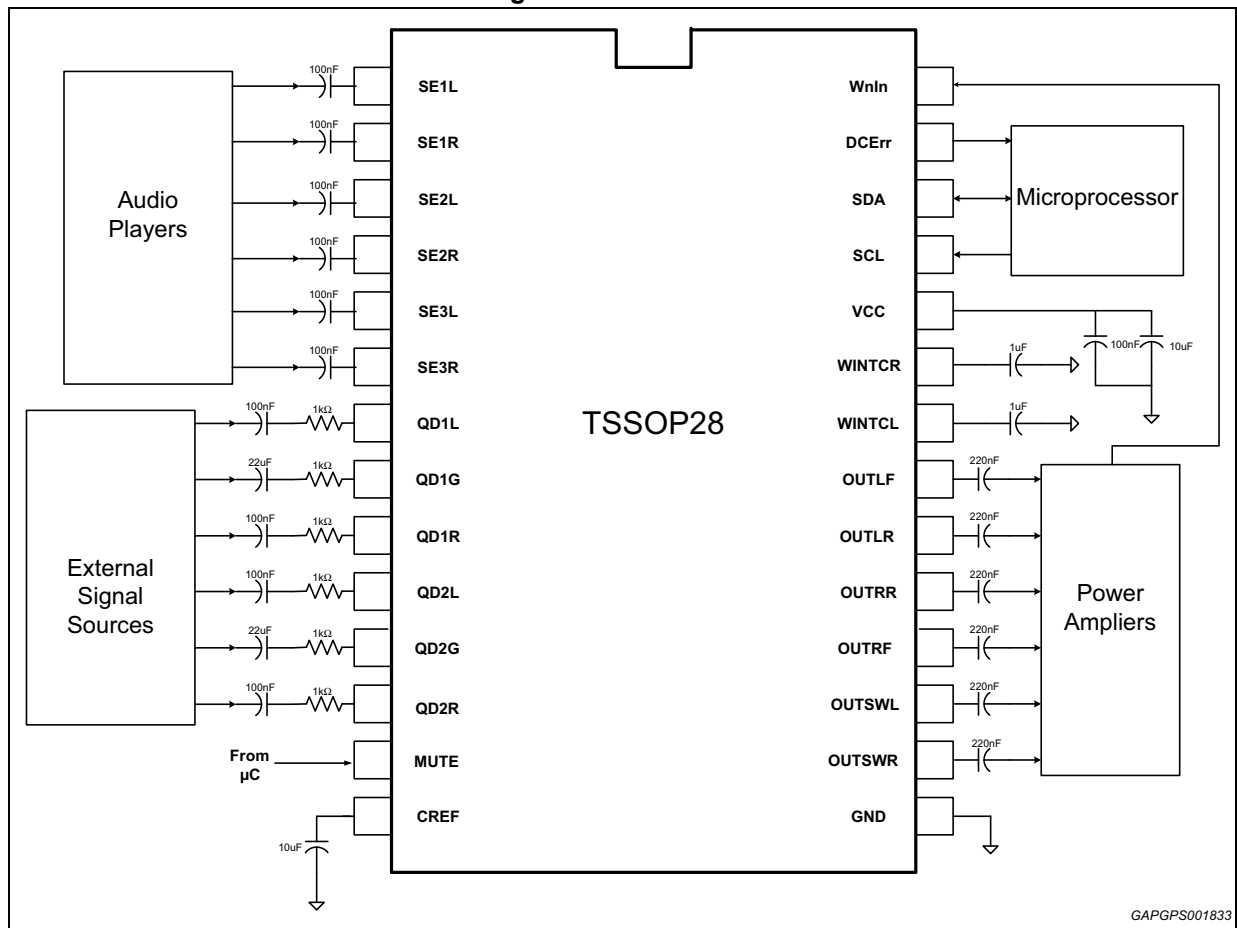 100nF
SE1L
100nF
SE1R
100nF
SE2L
100nF
SE2R
100nF
SE3L
100nF
SE3R
Audio
Players
100nF
1kΩ
QD1L
22uF
1kΩ
QD1G
100nF
1kΩ
QD1R
100nF
1kΩ
QD2L
22uF
1kΩ
QD2G
100nF
1kΩ
QD2R
External
Signal
Sources
From
µC
MUTE
CREF
10uF
TSSOP28
WnIn
DCErr
SDA
SCL
Microprocessor
VCC
100nF
10uF
WINTCR
1uF
WINTCL
1uF
OUTLF
220nF
OUTLR
220nF
OUTRR
220nF
OUTRF
220nF
OUTSWL
220nF
OUTSWR
220nF
Power
Ampliers
GND
GAPGPS001833